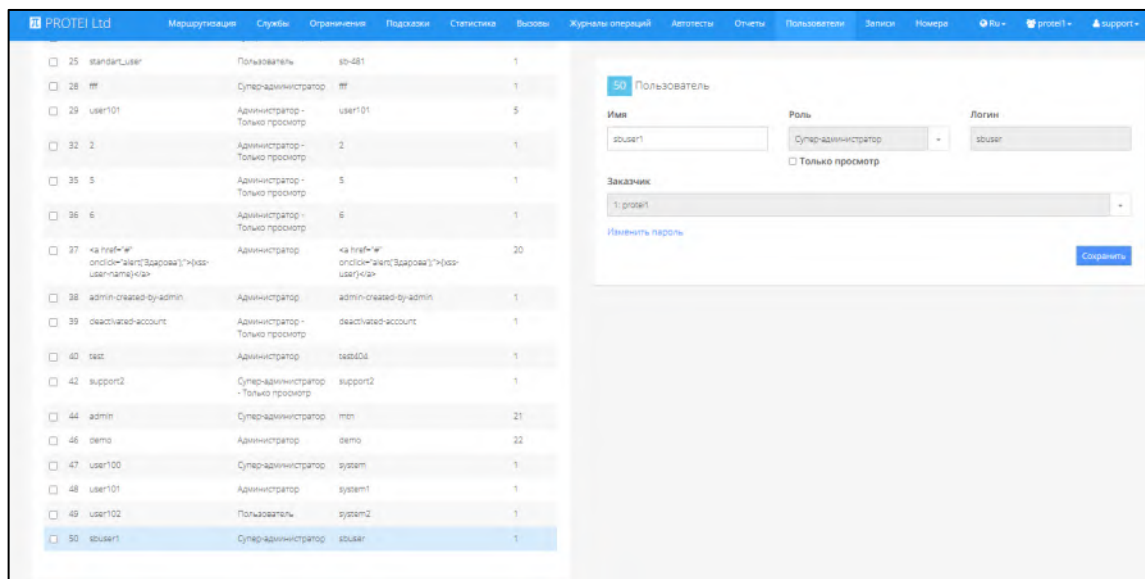 PROTEI Ltd Маршрутизация Службы Ограничения Подсказки Статистика Вызовы Журналы операций Автотесты Отчеты Пользователи Записи Номера Ru protei1 support
25 standart_user Пользователь sb-481 1
28 ffff Супер-администратор ffff 1
29 user101 Администратор - user101 5
Только просмотр
32 2 Администратор - 2 1
Только просмотр
35 5 Администратор - 5 1
Только просмотр
36 6 Администратор - 6 1
Только просмотр
37 <a href="#" Администратор <a href="#" 20
onclick="alert('Здарова');">{xss- onclick="alert('Здарова');">{xss-
user-name}</a> user}</a>
38 admin-created-by-admin Администратор admin-created-by-admin 1
39 deactivated-account Администратор - deactivated-account 1
Только просмотр
40 test Администратор test404 1
42 support2 Супер-администратор support2 1
- Только просмотр
44 admin Супер-администратор mtn 21
46 demo Администратор demo 22
47 user100 Супер-администратор system 1
48 user101 Администратор system1 1
49 user102 Пользователь system2 1
50 sbuser1 Супер-администратор sbuser 1
50 Пользователь
Имя Роль Логин
sbuser1 Супер-администратор sbuser
Только просмотр
Заказчик
1: protei1
Изменить пароль
Сохранить